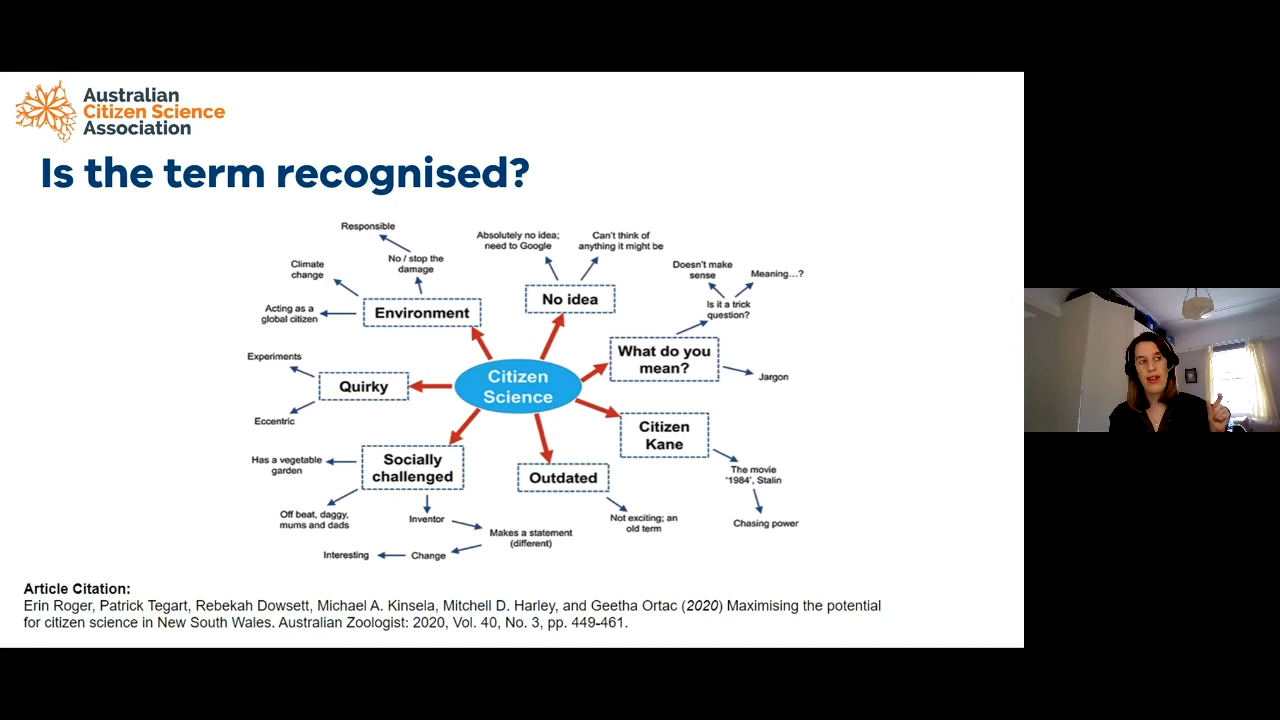 Australian
Citizen Science
Association
Is the term recognised?
Responsible
Climate
change
No / stop the
damage
Acting as a
global citizen
Environment
Absolutely no idea;
need to Google
Can't think of
anything it might be
No idea
Doesn't make
sense
Meaning...?
Is it a trick
question?
What do you
mean?
Jargon
Experiments
Quirky
Eccentric
Citizen
Science
Citizen
Kane
The movie
'1984', Stalin
Chasing power
Has a vegetable
garden
Socially
challenged
Off beat, daggy,
mums and dads
Inventor
Makes a statement
(different)
Change
Interesting
Outdated
Not exciting; an
old term
Article Citation:
Erin Roger, Patrick Tegart, Rebekah Dowsett, Michael A. Kinsela, Mitchell D. Harley, and Geetha Ortac (2020) Maximising the potential
for citizen science in New South Wales. Australian Zoologist: 2020, Vol. 40, No. 3, pp. 449-461.